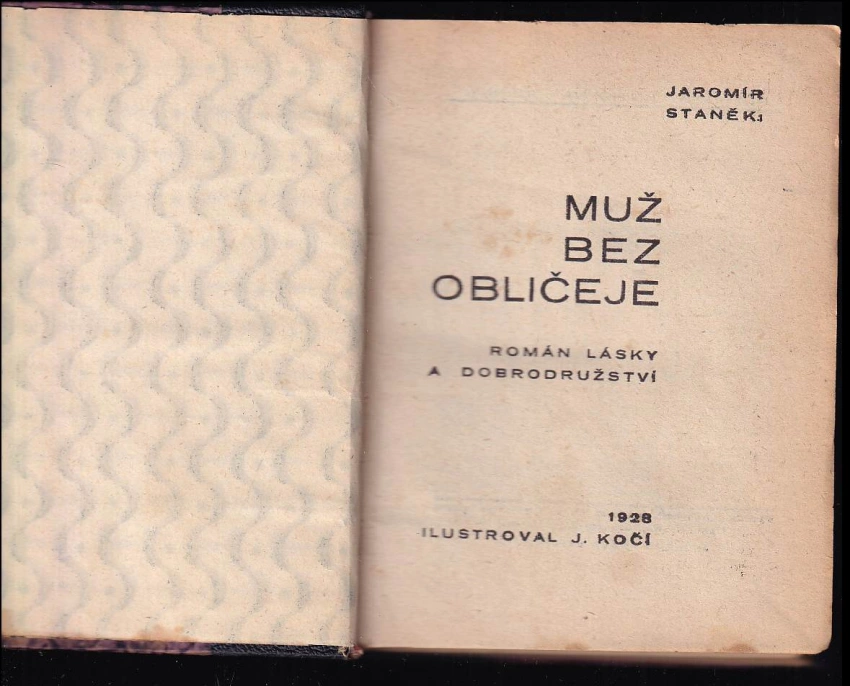 JAROMÍR
STANĚK:
MUŽ
BEZ
OBLIČEJE
ROMÁN LÁSKY
A DOBRODRUŽSTVÍ
1928
ILUSTROVAL J. KOČÍ